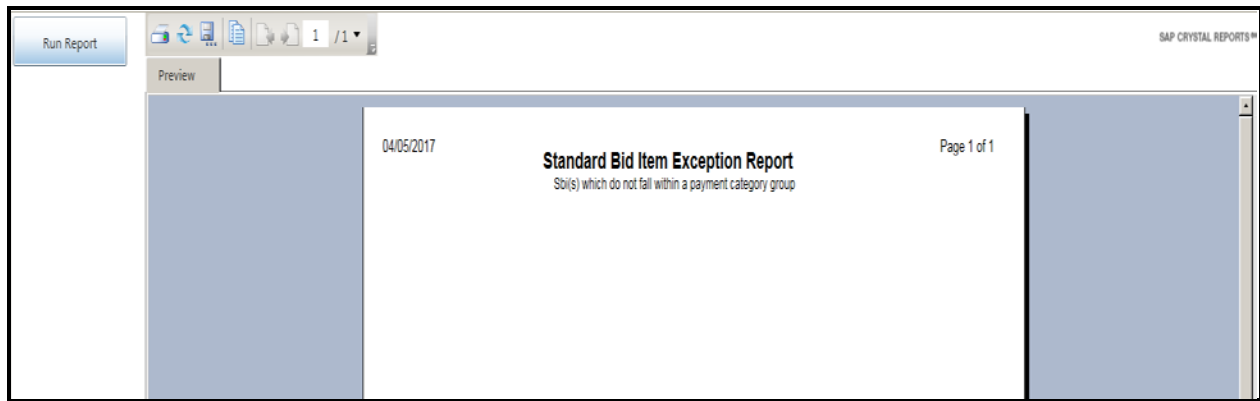 Run Report
1 /1
SAP CRYSTAL REPORTS®
Preview
04/05/2017
Page 1 of 1
Standard Bid Item Exception Report
Sbi(s) which do not fall within a payment category group